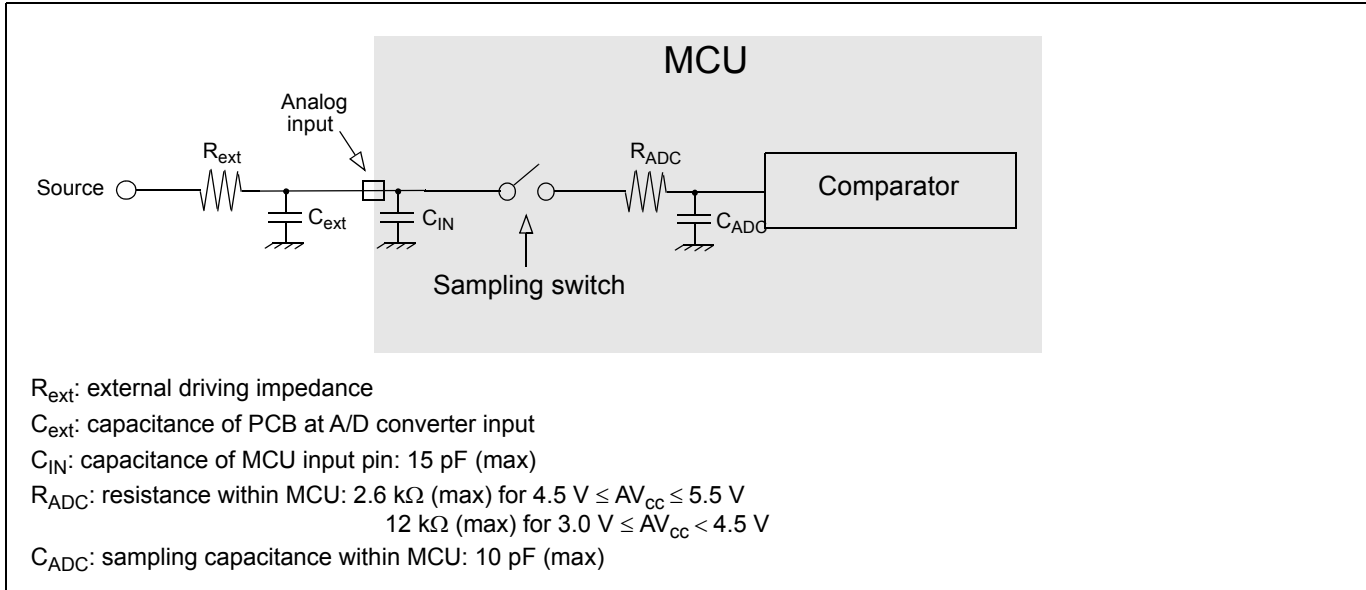 MCU
Analog
input
R_ext
R_ADC
Source
Comparator
C_ext
C_IN
C_ADC
Sampling switch
R_ext: external driving impedance
C_ext: capacitance of PCB at A/D converter input
C_IN: capacitance of MCU input pin: 15 pF (max)
R_ADC: resistance within MCU: 2.6 kΩ (max) for 4.5 V ≤ AV_cc ≤ 5.5 V
12 kΩ (max) for 3.0 V ≤ AV_cc < 4.5 V
C_ADC: sampling capacitance within MCU: 10 pF (max)